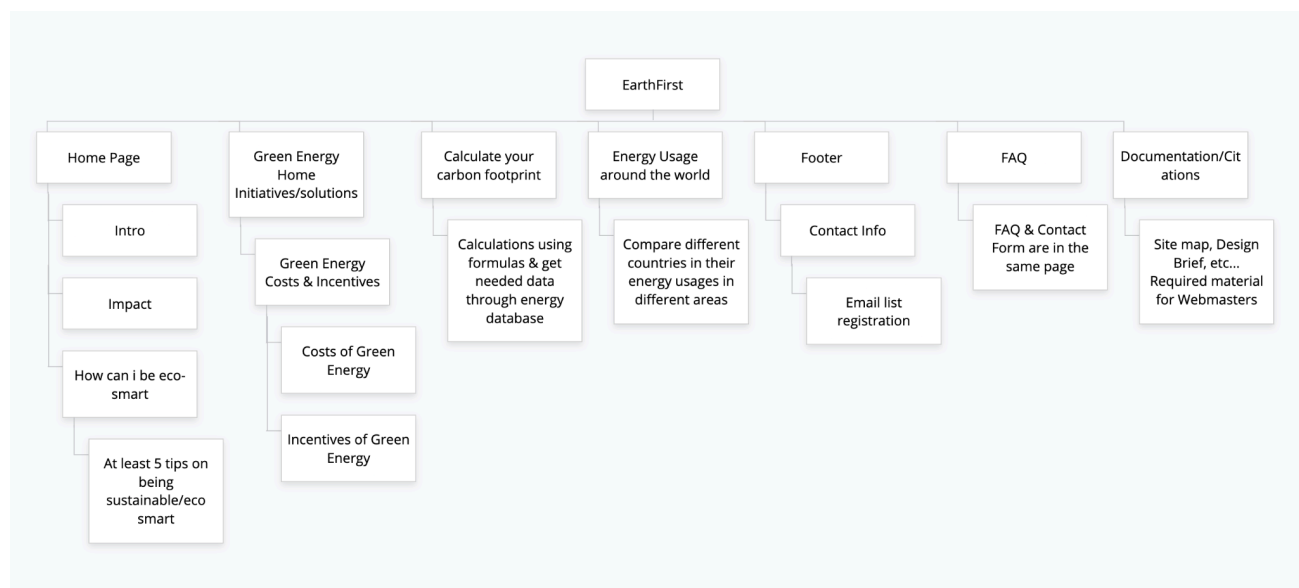 EarthFirst
Home Page
Intro
Impact
How can i be eco-
smart
At least 5 tips on
being
sustainable/eco
smart
Green Energy
Home
Initiatives/solutions
Green Energy
Costs & Incentives
Costs of Green
Energy
Incentives of Green
Energy
Calculate your
carbon footprint
Calculations using
formulas & get
needed data
through energy
database
Energy Usage
around the world
Compare different
countries in their
energy usages in
different areas
Footer
Contact Info
Email list
registration
FAQ
FAQ & Contact
Form are in the
same page
Documentation/Cit
ations
Site map, Design
Brief, etc...
Required material
for Webmasters